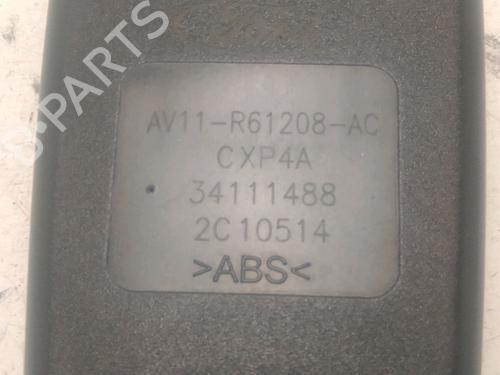 B-PARTS
AV11-R61208-AC
CXP4A
34111488
2C10514
>ABS<